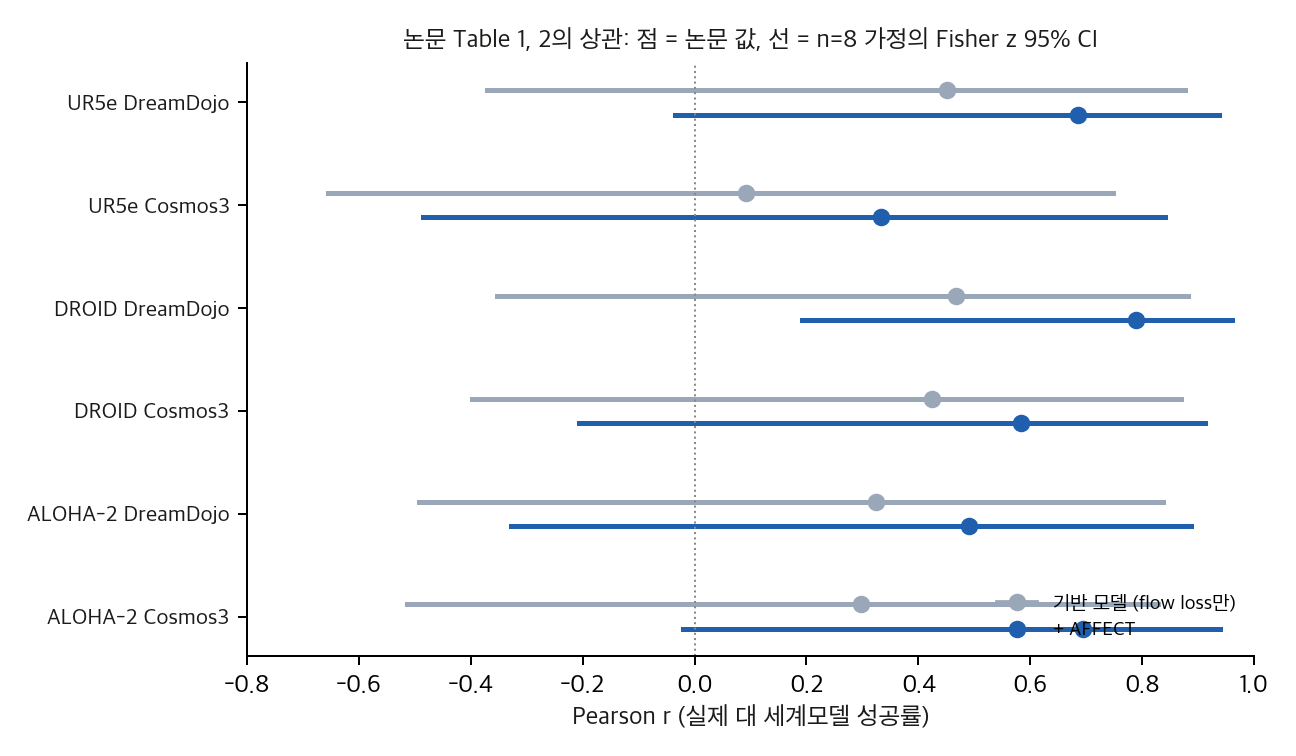 논문 Table 1, 2의 상관: 점 = 논문 값, 선 = n=8 가정의 Fisher z 95% CI
UR5e DreamDojo
UR5e Cosmos3
DROID DreamDojo
DROID Cosmos3
ALOHA-2 DreamDojo
ALOHA-2 Cosmos3
기반 모델 (flow loss만)
+ AFFECT
-0.8 -0.6 -0.4 -0.2 0.0 0.2 0.4 0.6 0.8 1.0
Pearson r (실제 대 세계모델 성공률)